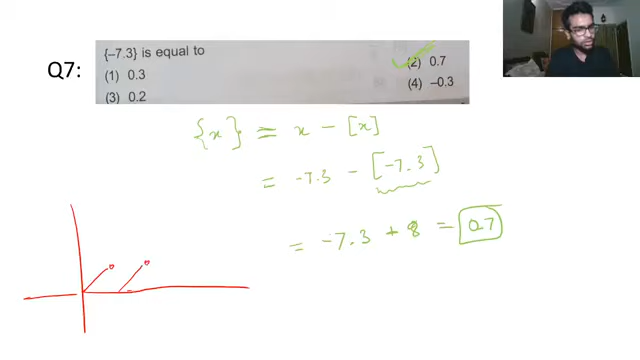 Q7:
{–7.3} is equal to
(1) 0.3
(2) 0.7
(3) 0.2
(4) –0.3
{x} = x – [x]
= -7.3 – [-7.3]
= -7.3 + 8 = 0.7